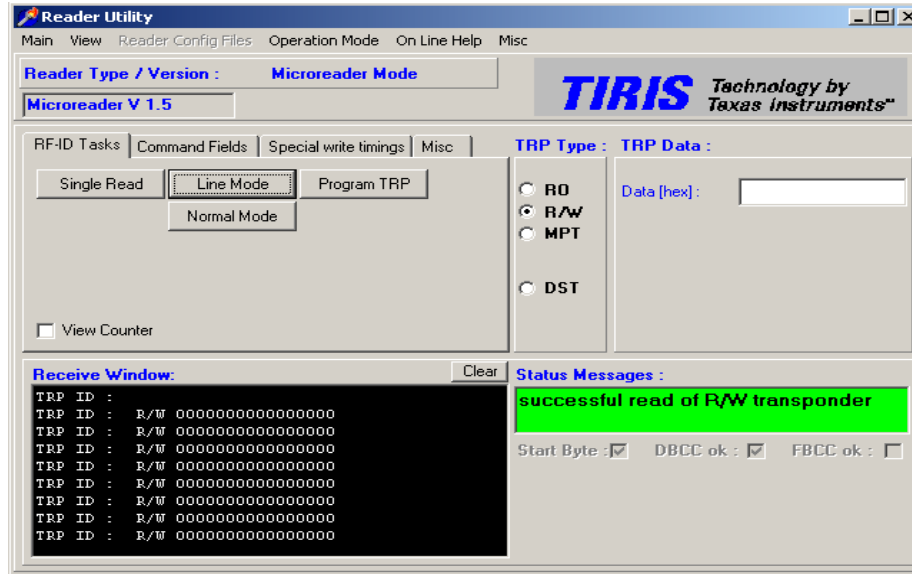 Reader Utility
Main View Reader Config Files Operation Mode On Line Help Misc
Reader Type / Version : Microreader Mode
Microreader V 1.5
TIRIS Technology by
Texas Instruments™
RF-ID Tasks Command Fields Special write timings Misc
Single Read Line Mode Program TRP
Normal Mode
View Counter
TRP Type :
RO
R/W
MPT
DST
TRP Data :
Data [hex] :
Receive Window: Clear
TRP ID :
TRP ID : R/W 0000000000000000
TRP ID : R/W 0000000000000000
TRP ID : R/W 0000000000000000
TRP ID : R/W 0000000000000000
TRP ID : R/W 0000000000000000
TRP ID : R/W 0000000000000000
TRP ID : R/W 0000000000000000
TRP ID : R/W 0000000000000000
Status Messages :
successful read of R/W transponder
Start Byte : DBCC ok : FBCC ok :